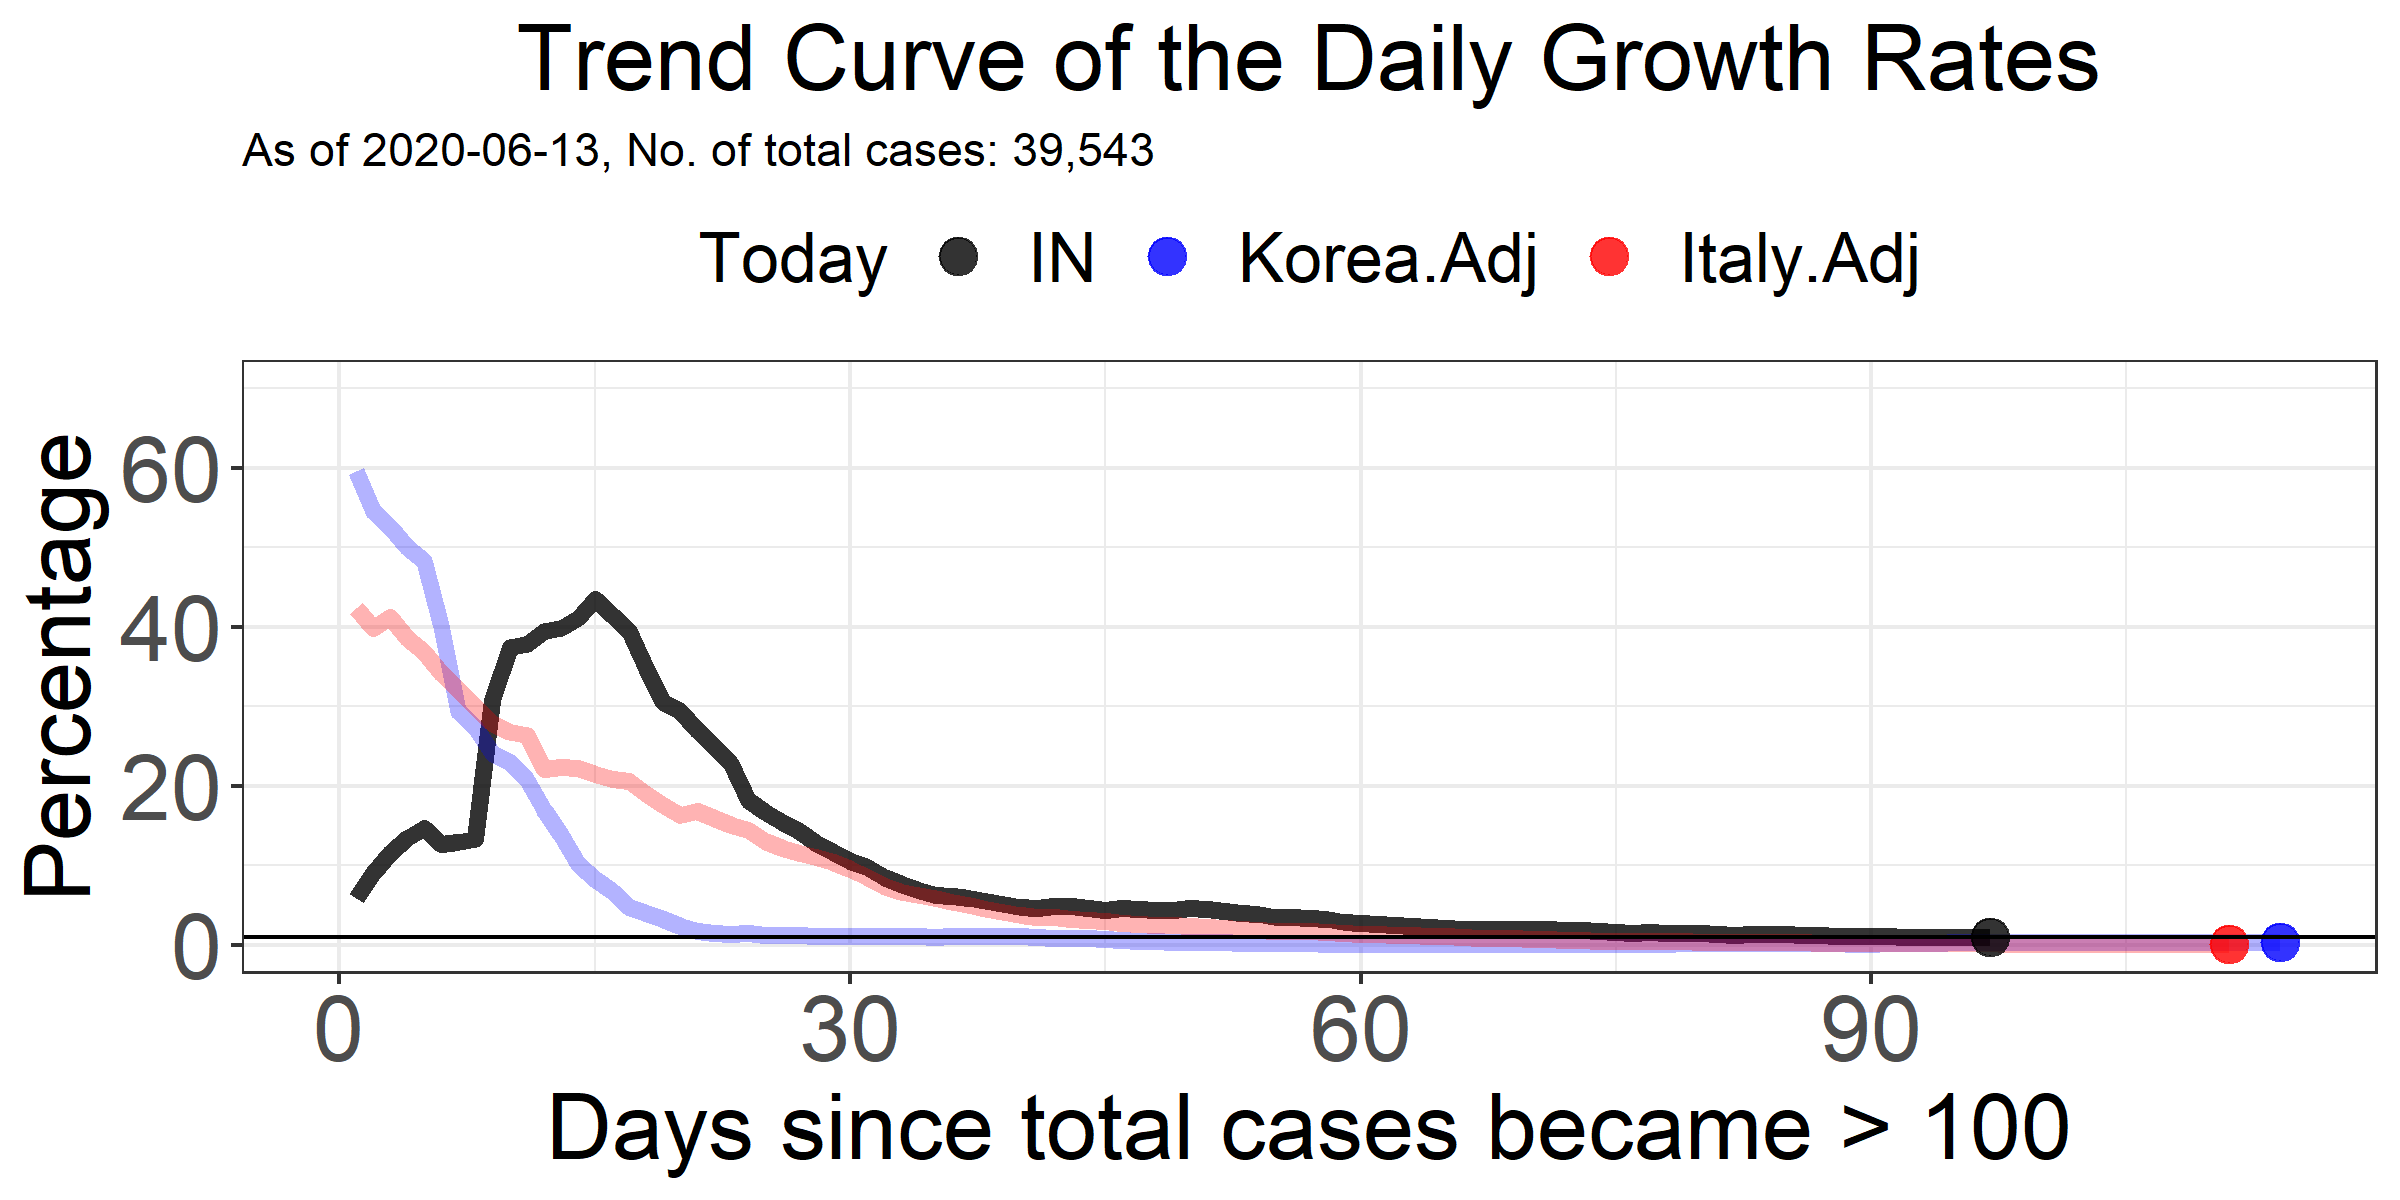 Trend Curve of the Daily Growth Rates
As of 2020-06-13, No. of total cases: 39,543
Today IN Korea.Adj Italy.Adj
Percentage
60
40
20
0
0 30 60 90
Days since total cases became > 100